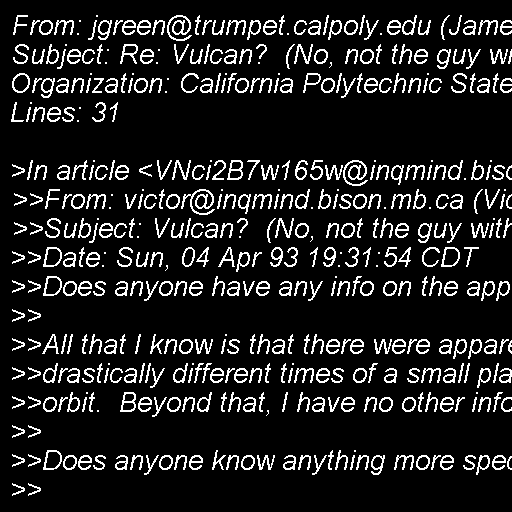 From: jgreen@trumpet.calpoly.edu (Jame
Subject: Re: Vulcan?  (No, not the guy wi
Organization: California Polytechnic State
Lines: 31

>In article <VNci2B7w165w@inqmind.biso
>>From: victor@inqmind.bison.mb.ca (Vic
>>Subject: Vulcan?  (No, not the guy with
>>Date: Sun, 04 Apr 93 19:31:54 CDT
>>Does anyone have any info on the app
>>
>>All that I know is that there were appare
>>drastically different times of a small pla
>>orbit.  Beyond that, I have no other info
>>
>>Does anyone know anything more spec
>>